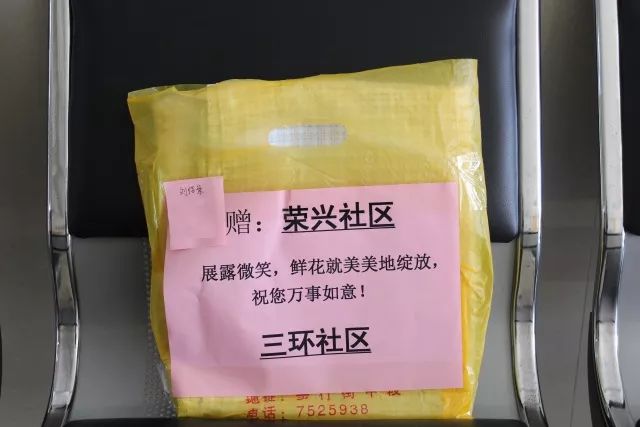 赠：荣兴社区
展露微笑，鲜花就美美地绽放，
祝您万事如意！
三环社区
电话：7525938